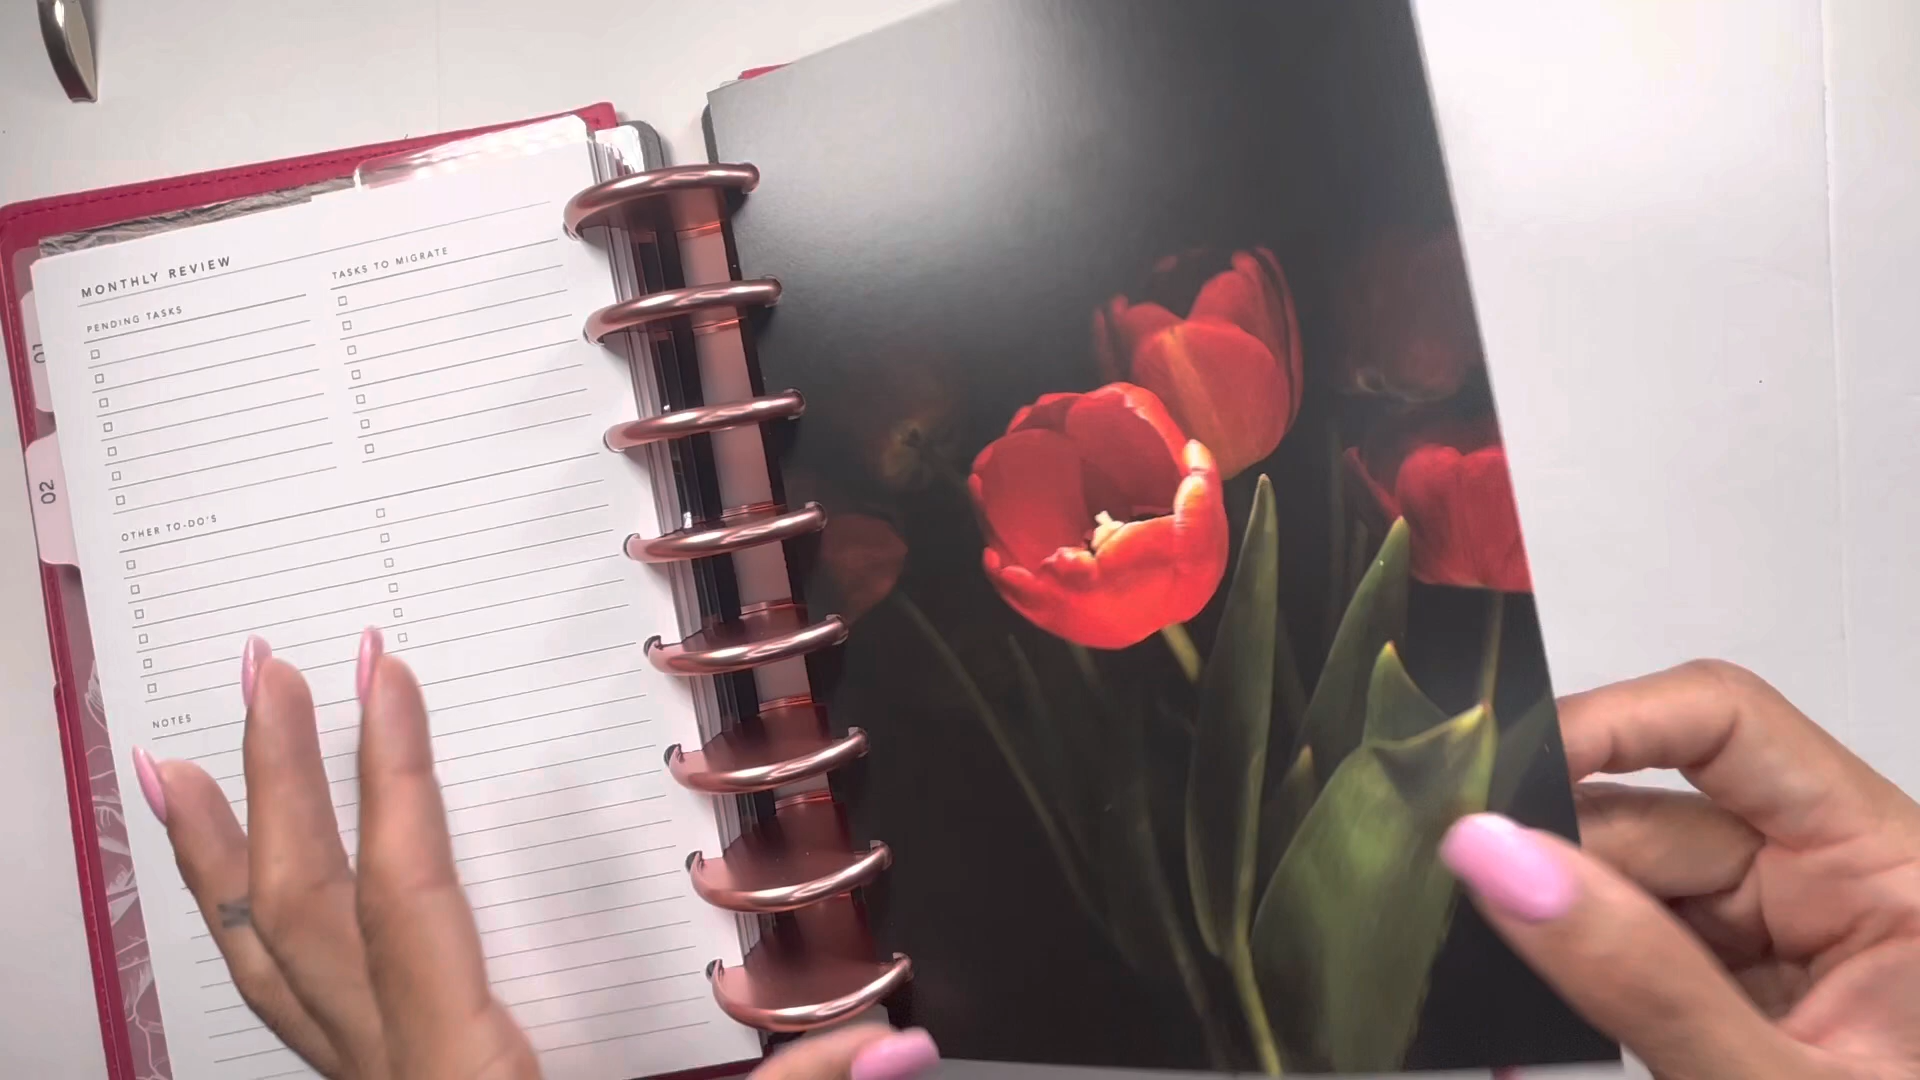 MONTHLY REVIEW
PENDING TASKS
TASKS TO MIGRATE
OTHER TO-DO'S
NOTES
01
02